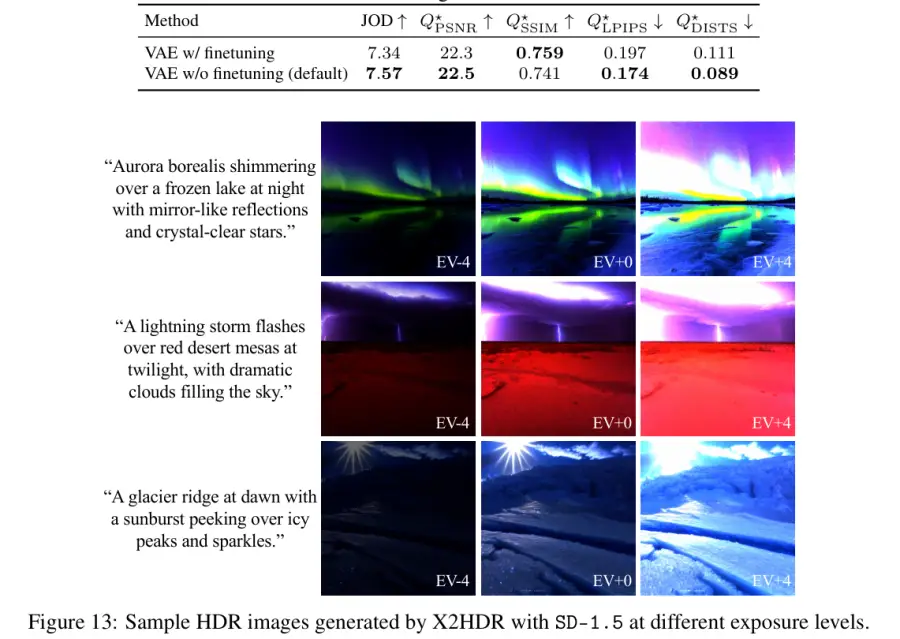 Method JOD ↑ Q⋆PSNR ↑ Q⋆SSIM ↑ Q⋆LPIPS ↓ Q⋆DISTS ↓
VAE w/ finetuning 7.34 22.3 0.759 0.197 0.111
VAE w/o finetuning (default) 7.57 22.5 0.741 0.174 0.089
“Aurora borealis shimmering
over a frozen lake at night
with mirror-like reflections
and crystal-clear stars.”
EV-4 EV+0 EV+4
“A lightning storm flashes
over red desert mesas at
twilight, with dramatic
clouds filling the sky.”
EV-4 EV+0 EV+4
“A glacier ridge at dawn with
a sunburst peeking over icy
peaks and sparkles.”
EV-4 EV+0 EV+4
Figure 13: Sample HDR images generated by X2HDR with SD-1.5 at different exposure levels.